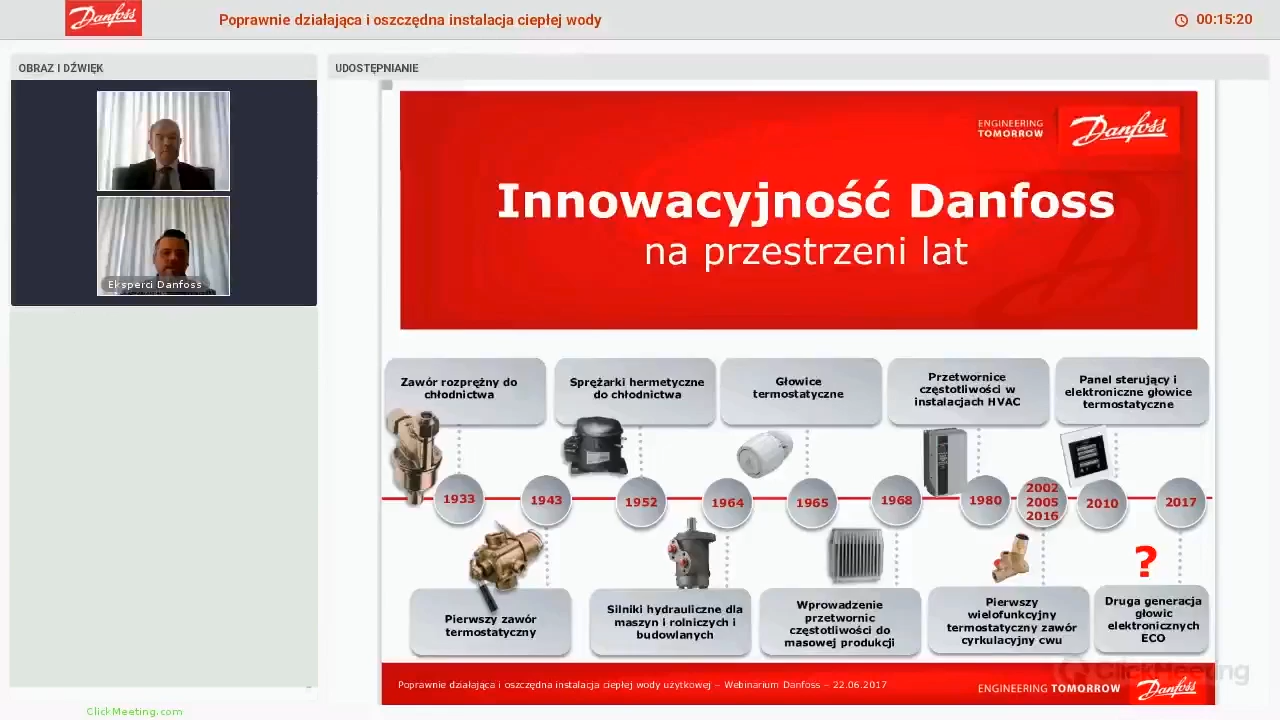 Danfoss
Poprawnie działająca i oszczędna instalacja ciepłej wody
00:15:20
OBRAZ I DŹWIĘK
UDOSTĘPNIANIE
Eksperci Danfoss
ENGINEERING
TOMORROW
Danfoss
Innowacyjność Danfoss
na przestrzeni lat
Zawór rozprężny do
chłodnictwa
Sprężarki hermetyczne
do chłodnictwa
Głowice
termostatyczne
Przetwornice
częstotliwości w
instalacjach HVAC
Panel sterujący i
elektroniczne głowice
termostatyczne
1933
1943
1952
1964
1965
1968
1980
2002
2005
2016
2010
2017
?
Pierwszy zawór
termostatyczny
Silniki hydrauliczne dla
maszyn i rolniczych i
budowlanych
Wprowadzenie
przetwornic
częstotliwości do
masowej produkcji
Pierwszy
wielofunkcyjny
termostatyczny zawór
cyrkulacyjny cwu
Druga generacja
głowic
elektronicznych
ECO
Poprawnie działająca i oszczędna instalacja ciepłej wody użytkowej – Webinarium Danfoss – 22.06.2017
ENGINEERING TOMORROW
Danfoss
ClickMeeting
ClickMeeting.com